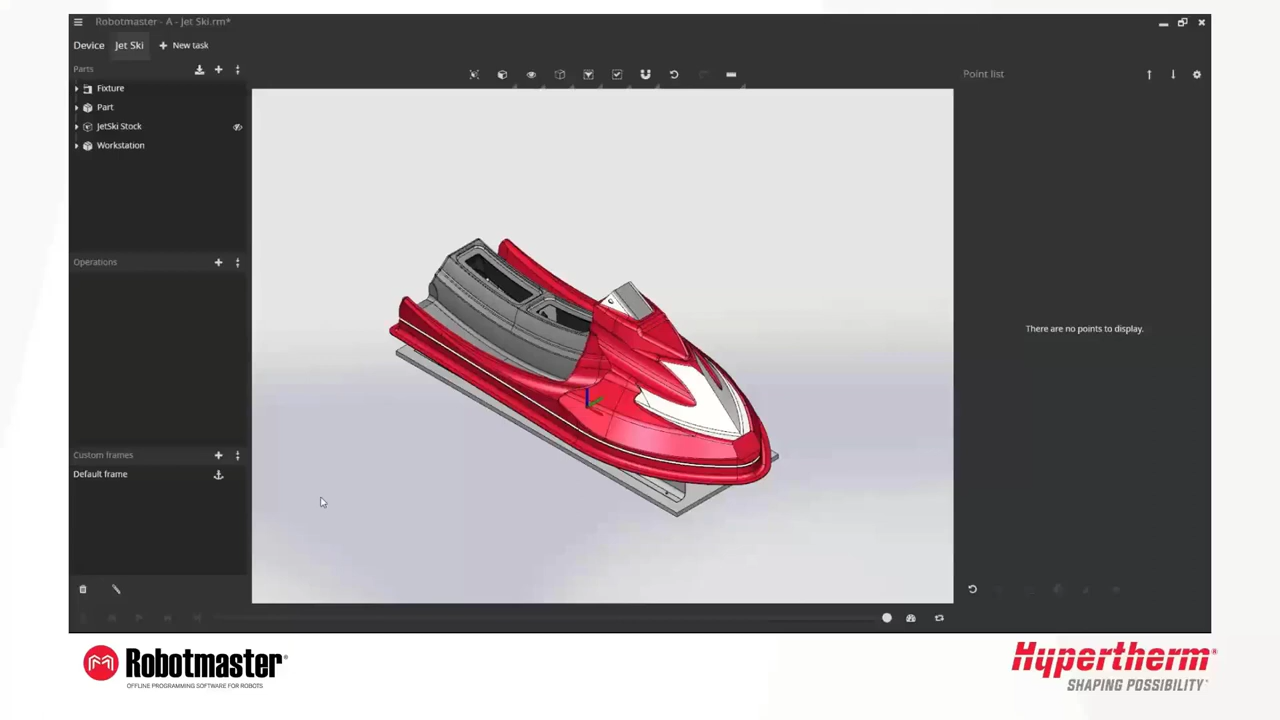 Robotmaster - A - Jet Ski.rm*
Device Jet Ski + New task
Parts
Point list
Fixture
Part
JetSki Stock
Workstation
Operations
There are no points to display.
Custom frames
Default frame
Robotmaster®
OFFLINE PROGRAMMING SOFTWARE FOR ROBOTS
Hypertherm®
SHAPING POSSIBILITY